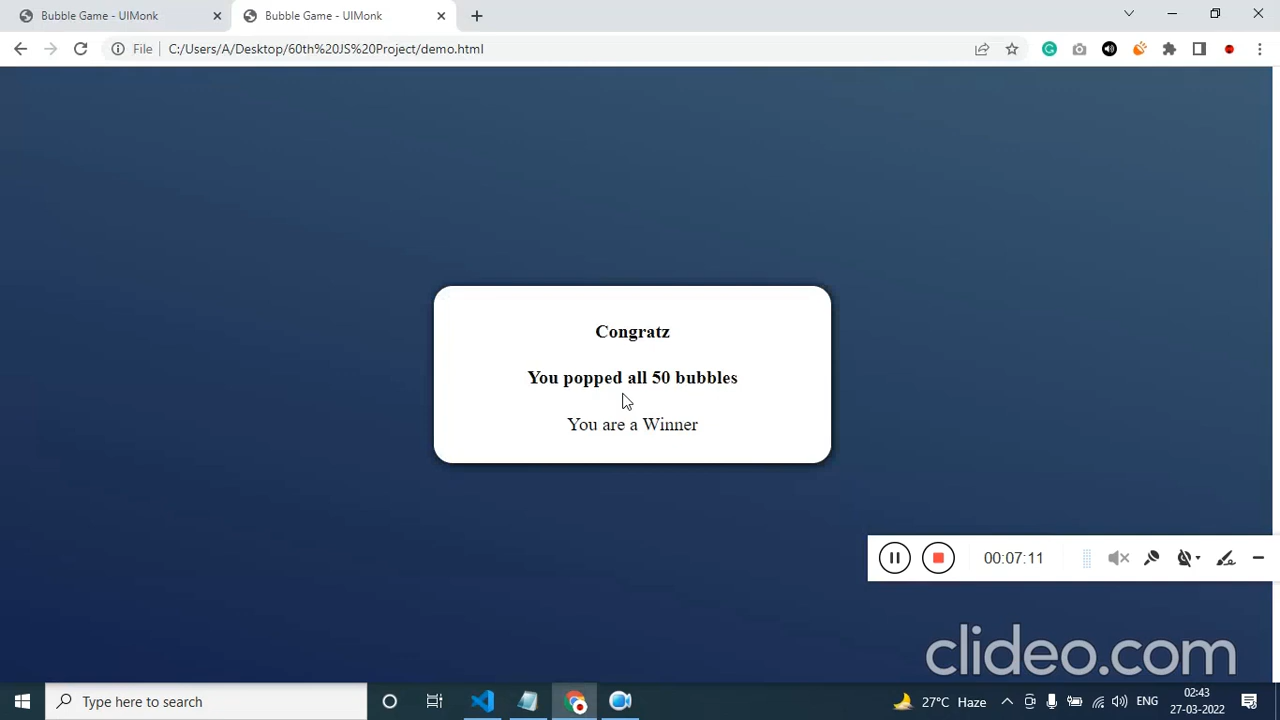 Bubble Game - UIMonk
Bubble Game - UIMonk
File
C:/Users/A/Desktop/60th%20JS%20Project/demo.html
Congratz
You popped all 50 bubbles
You are a Winner
00:07:11
clideo.com
Type here to search
27°C Haze
ENG
02:43
27-03-2022